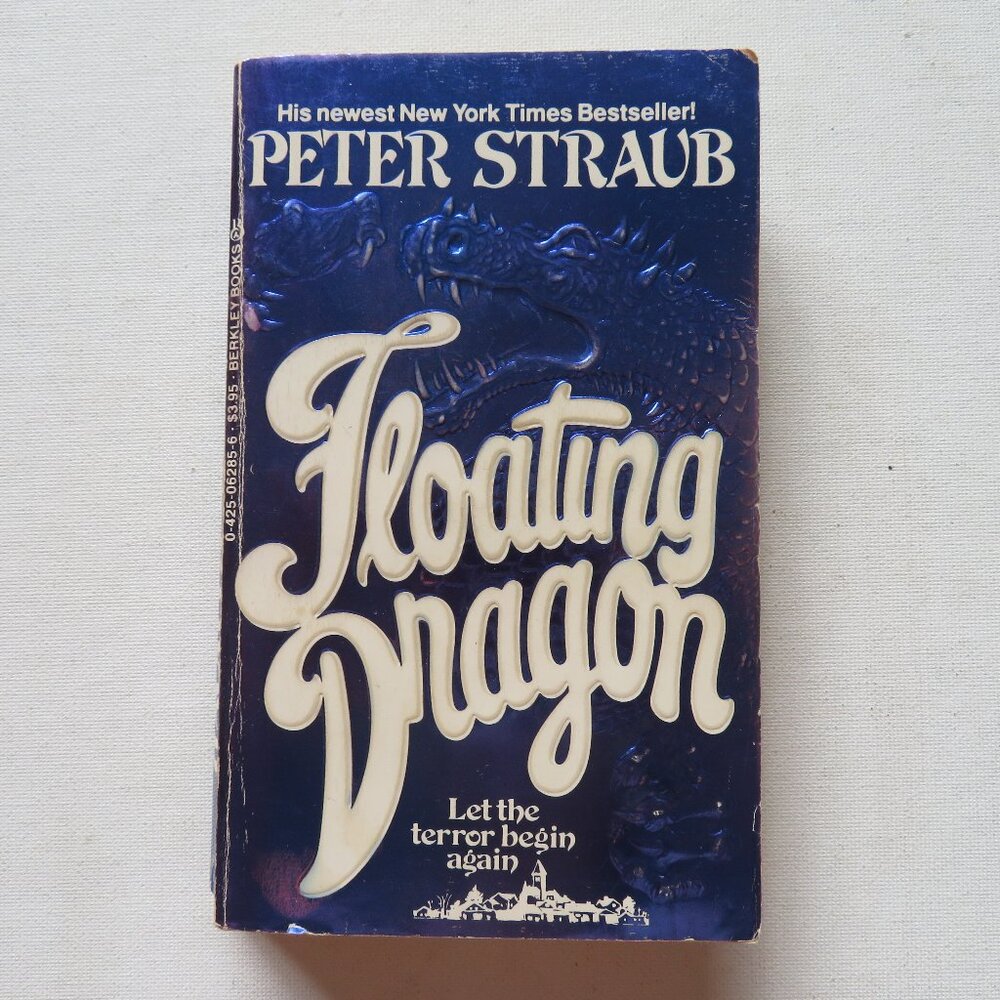 His newest New York Times Bestseller!
PETER STRAUB
Floating
Dragon
Let the
terror begin
again
0-425-06285-6 · $3.95 · BERKLEY BOOKS